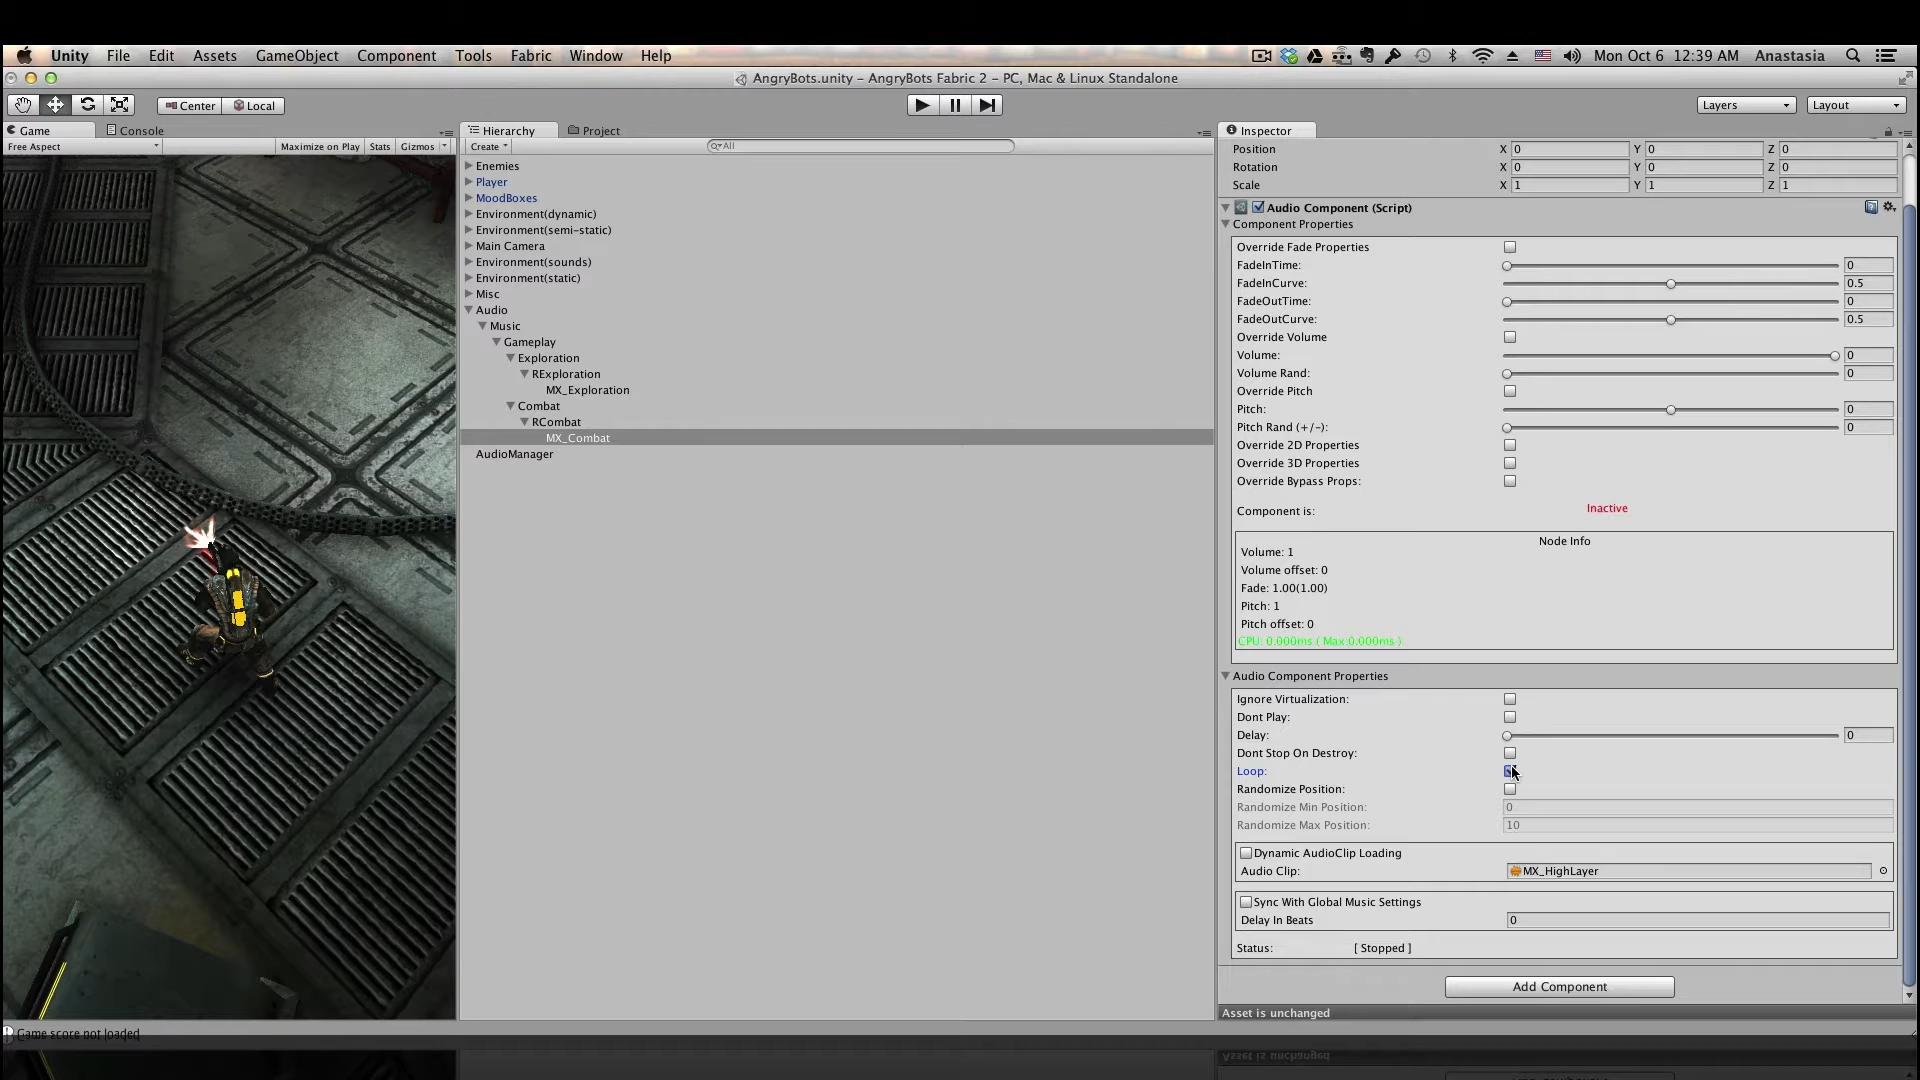 Unity File Edit Assets GameObject Component Tools Fabric Window Help Mon Oct 6 12:39 AM Anastasia
AngryBots.unity - AngryBots Fabric 2 - PC, Mac & Linux Standalone
Center Local Layers Layout
Game Console
Free Aspect Maximize on Play Stats Gizmos
Hierarchy Project
Create All
Enemies
Player
MoodBoxes
Environment(dynamic)
Environment(semi-static)
Main Camera
Environment(sounds)
Environment(static)
Misc
Audio
Music
Gameplay
Exploration
RExploration
MX_Exploration
Combat
RCombat
MX_Combat
AudioManager
Inspector
Position X 0 Y 0 Z 0
Rotation X 0 Y 0 Z 0
Scale X 1 Y 1 Z 1
Audio Component (Script)
Component Properties
Override Fade Properties
FadeInTime: 0
FadeInCurve: 0.5
FadeOutTime: 0
FadeOutCurve: 0.5
Override Volume
Volume: 0
Volume Rand: 0
Override Pitch
Pitch: 0
Pitch Rand (+/-): 0
Override 2D Properties
Override 3D Properties
Override Bypass Props:
Component is: Inactive
Node Info
Volume: 1
Volume offset: 0
Fade: 1.00(1.00)
Pitch: 1
Pitch offset: 0
CPU: 0.000ms ( Max:0.000ms )
Audio Component Properties
Ignore Virtualization:
Dont Play:
Delay: 0
Dont Stop On Destroy:
Loop:
Randomize Position:
Randomize Min Position: 0
Randomize Max Position: 10
Dynamic AudioClip Loading
Audio Clip: MX_HighLayer
Sync With Global Music Settings
Delay In Beats 0
Status: [ Stopped ]
Add Component
Asset is unchanged
Game score not loaded
Asset is unchanged